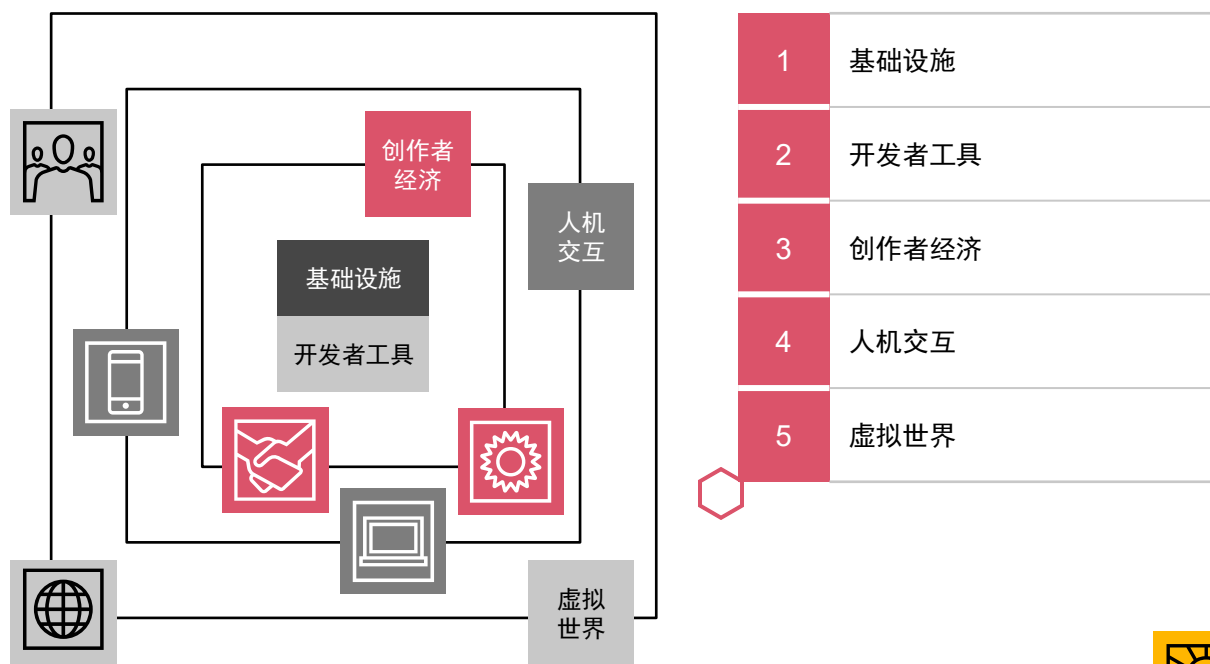 创作者
经济
人机
交互
基础设施
开发者工具
虚拟
世界
1 基础设施
2 开发者工具
3 创作者经济
4 人机交互
5 虚拟世界